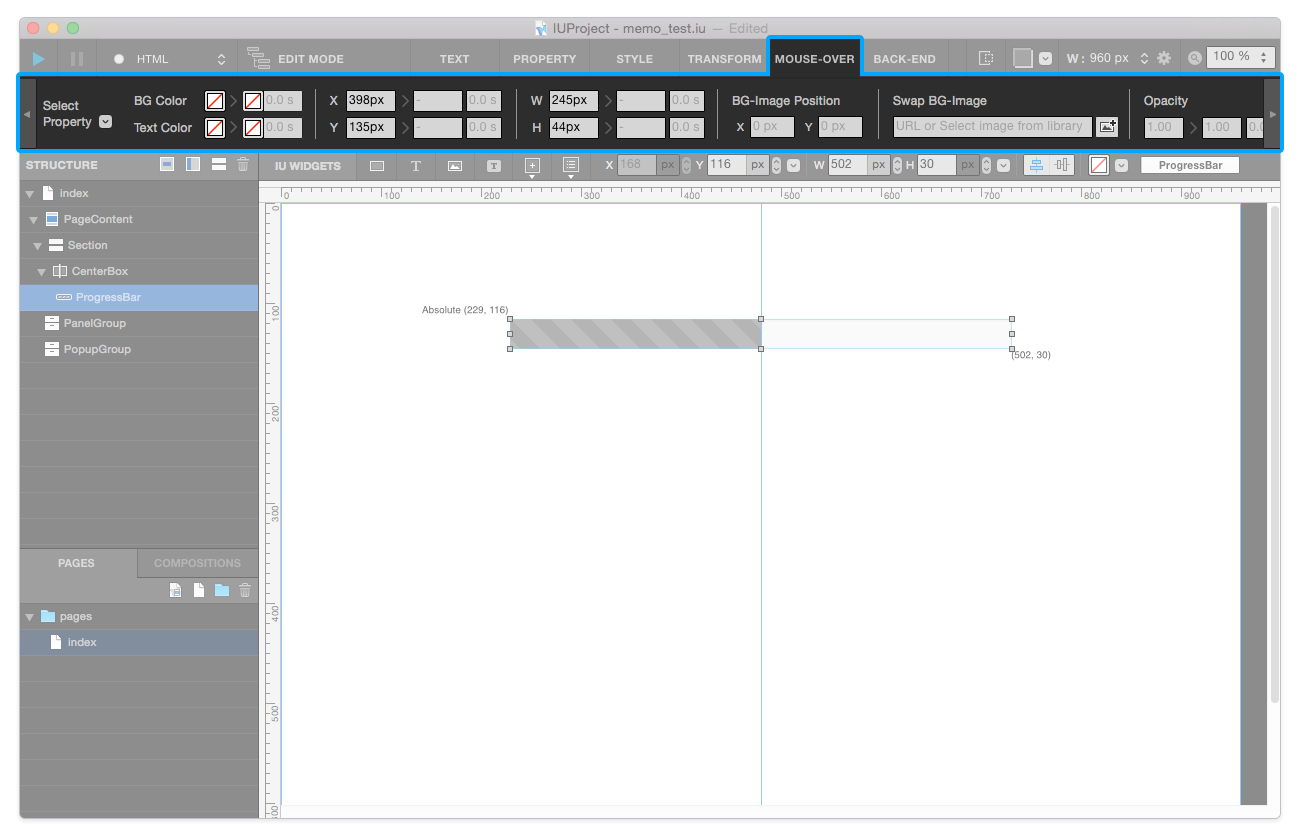 IUProject - memo_test.iu — Edited
HTML EDIT MODE TEXT PROPERTY STYLE TRANSFORM MOUSE-OVER BACK-END W : 960 px 100 %
Select Property
BG Color 0.0 s X 398px - 0.0 s W 245px - 0.0 s BG-Image Position Swap BG-Image Opacity
Text Color 0.0 s Y 135px - 0.0 s H 44px - 0.0 s X 0 px Y 0 px URL or Select image from library 1.00 1.00 0.0
STRUCTURE IU WIDGETS T T X 168 px Y 116 px W 502 px H 30 px ProgressBar
index
0 100 200 300 400 500 600 700 800 900
PageContent
Section
CenterBox
ProgressBar
PanelGroup
PopupGroup
0
100
200
300
400
500
600
Absolute (229, 116)
(502, 30)
PAGES COMPOSITIONS
pages
index